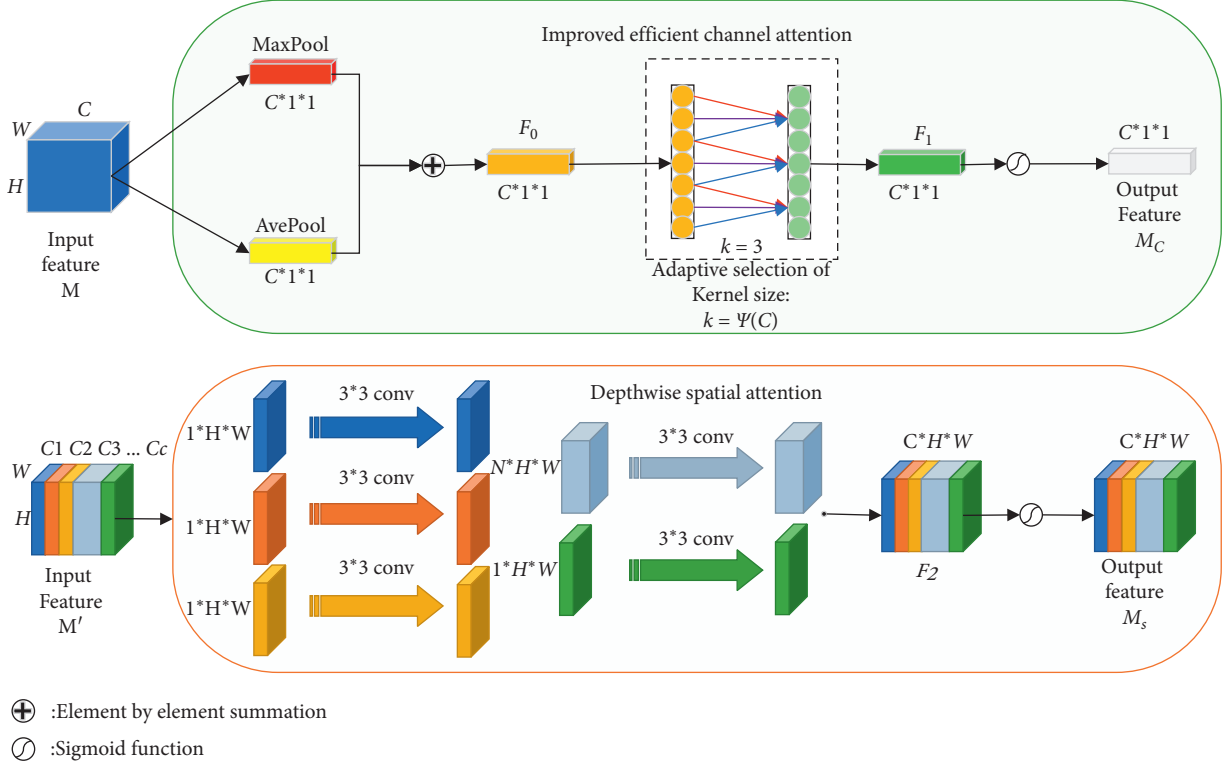 Improved efficient channel attention
MaxPool
C*1*1
C
W
H
Input
feature
M
AvePool
C*1*1
F0
C*1*1
k = 3
Adaptive selection of
Kernel size:
k = Ψ(C)
F1
C*1*1
C*1*1
Output
Feature
MC
Depthwise spatial attention
C1 C2 C3 ... Cc
W
H
Input
Feature
M′
1*H*W
3*3 conv
1*H*W
3*3 conv
1*H*W
3*3 conv
N*H*W
3*3 conv
1*H*W
3*3 conv
C*H*W
F2
C*H*W
Output
feature
Ms
:Element by element summation
:Sigmoid function